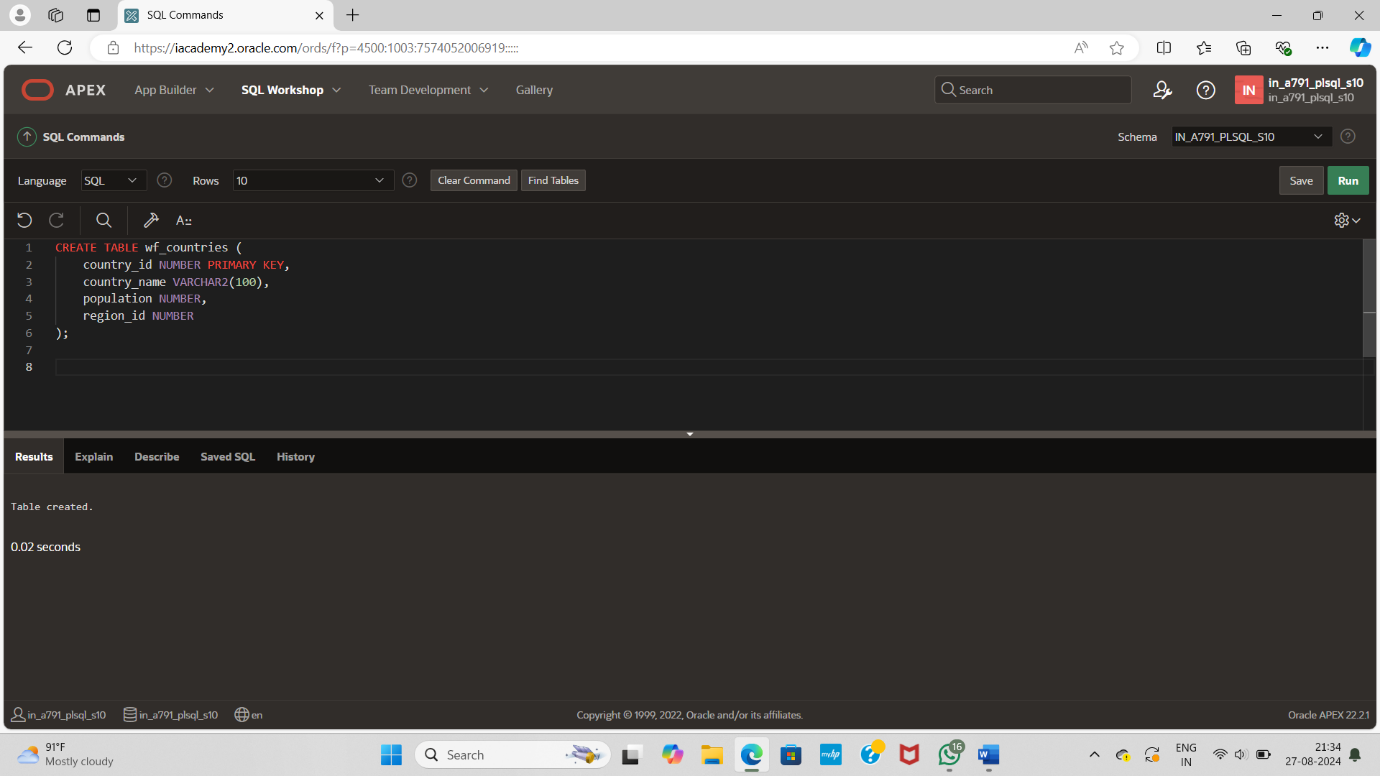 SQL Commands
https://iacademy2.oracle.com/ords/f?p=4500:1003:7574052006919:::::
APEX App Builder SQL Workshop Team Development Gallery Search IN in_a791_plsql_s10
in_a791_plsql_s10
SQL Commands Schema IN_A791_PLSQL_S10
Language SQL Rows 10 Clear Command Find Tables Save Run
A::
1 CREATE TABLE wf_countries (
2 country_id NUMBER PRIMARY KEY,
3 country_name VARCHAR2(100),
4 population NUMBER,
5 region_id NUMBER
6 );
7
8
Results Explain Describe Saved SQL History
Table created.
0.02 seconds
in_a791_plsql_s10 in_a791_plsql_s10 en Copyright © 1999, 2022, Oracle and/or its affiliates. Oracle APEX 22.2.1
91°F
Mostly cloudy
Search
myhp
16
ENG
IN
21:34
27-08-2024